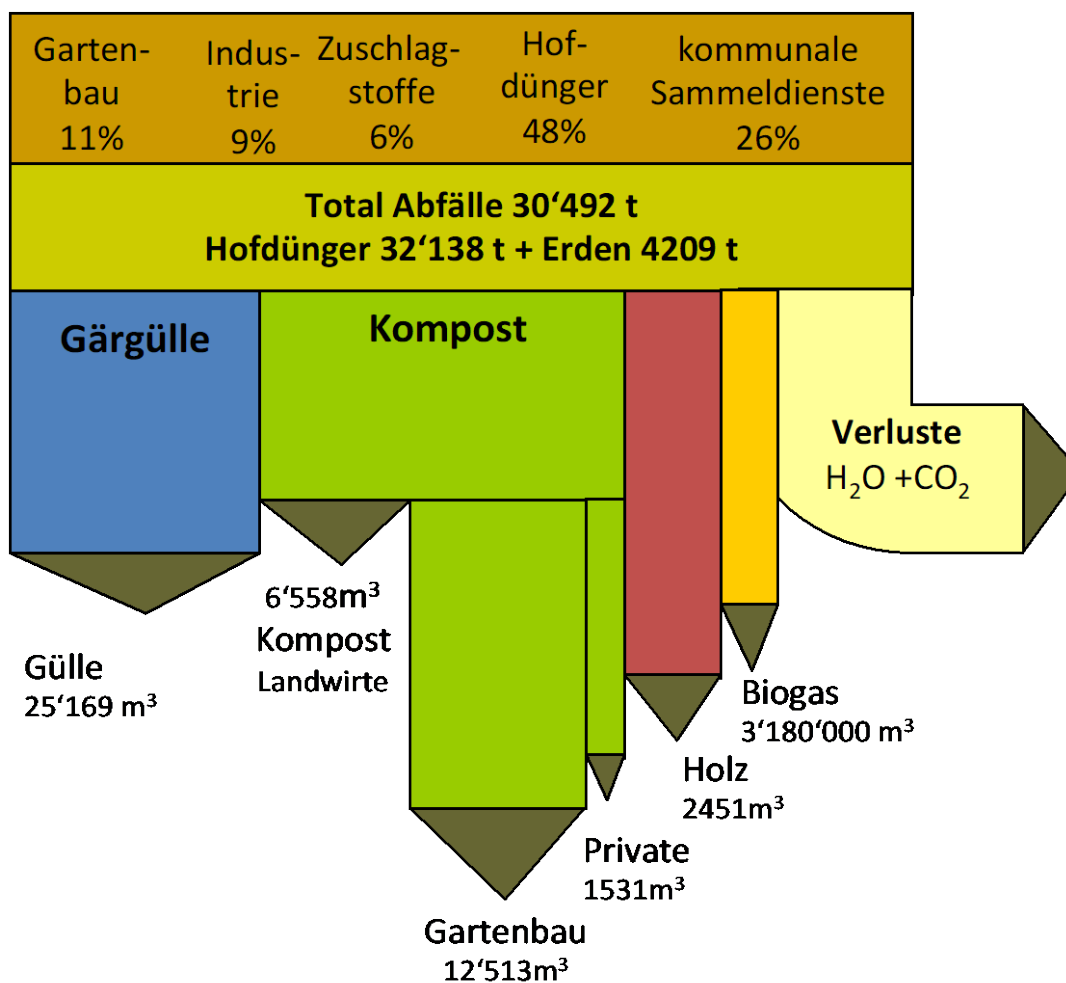 Garten-
bau
11%
Indus-
trie
9%
Zuschlag-
stoffe
6%
Hof-
dünger
48%
kommunale
Sammeldienste
26%
Total Abfälle 30‘492 t
Hofdünger 32‘138 t + Erden 4209 t
Gärgülle
Kompost
Verluste
H₂O +CO₂
6‘558m³
Kompost
Landwirte
Gülle
25‘169 m³
Biogas
3‘180‘000 m³
Holz
2451m³
Private
1531m³
Gartenbau
12‘513m³